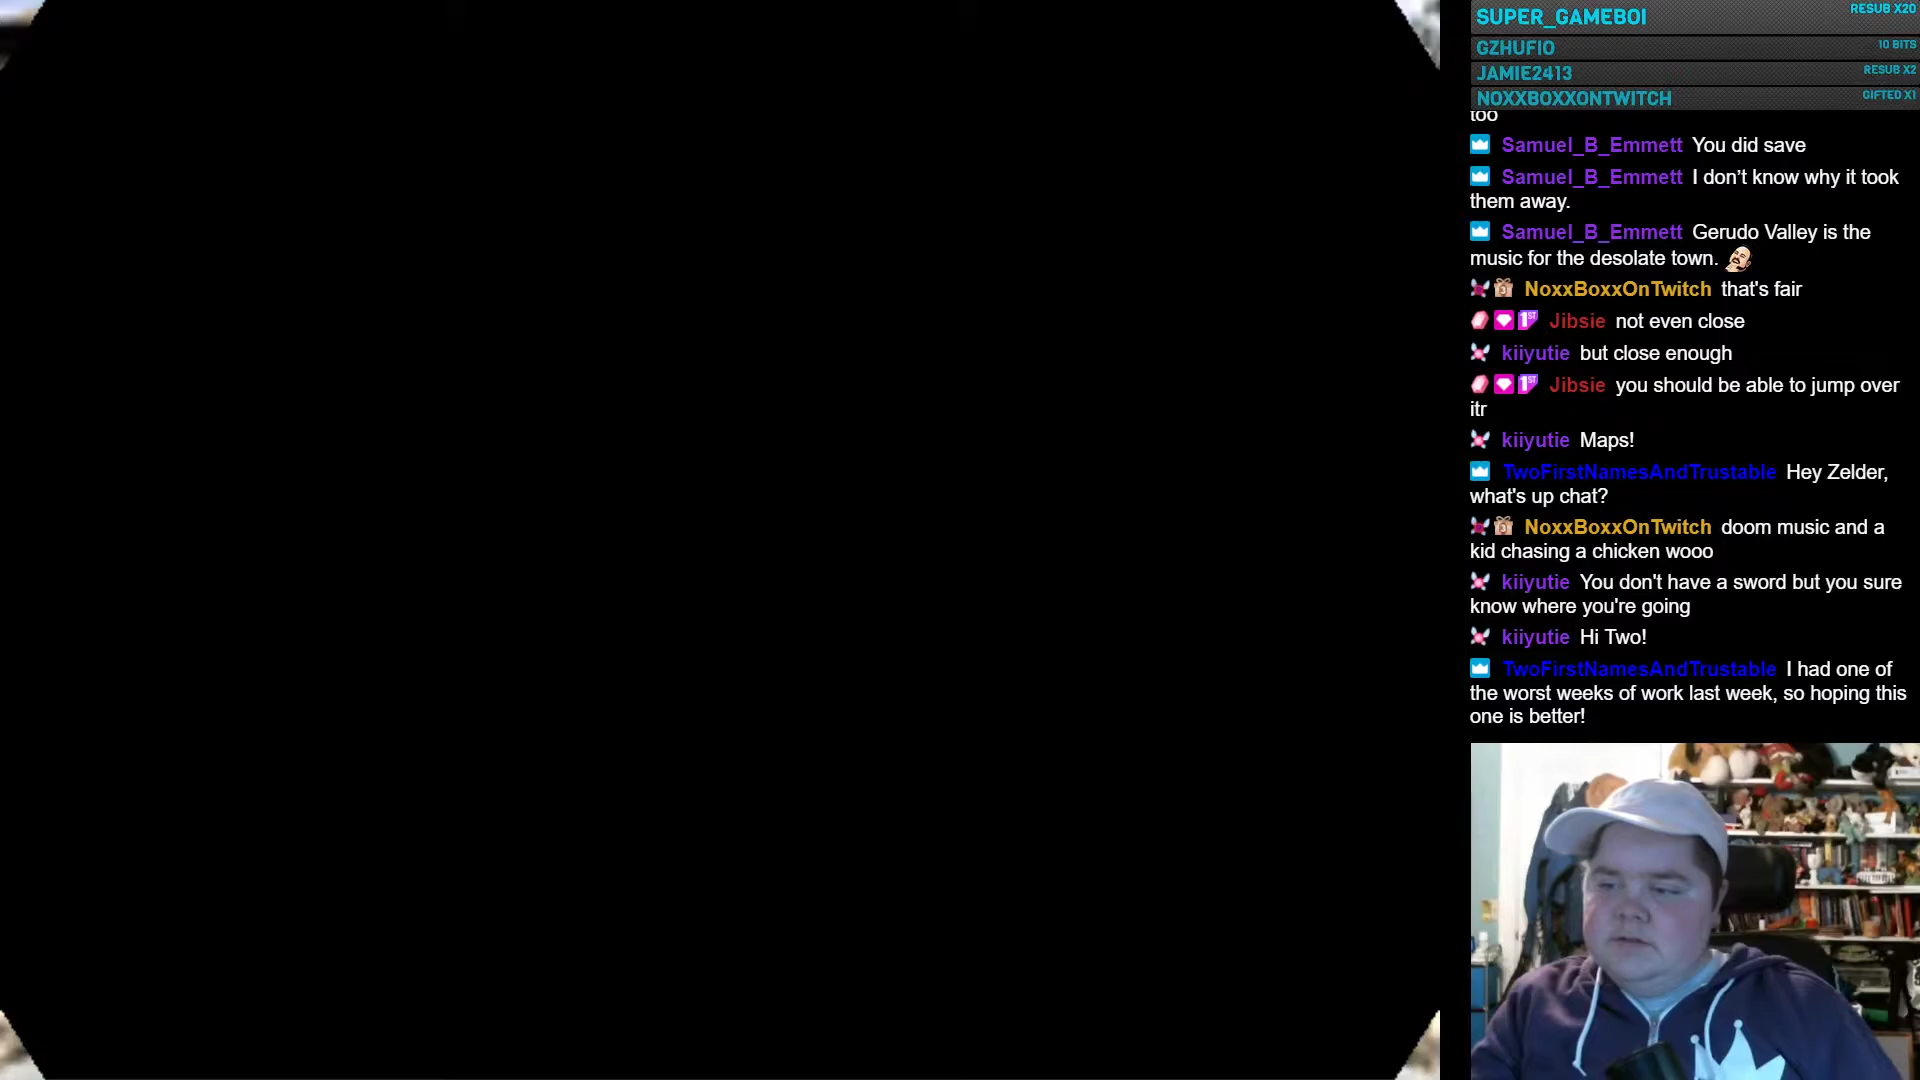 SUPER_GAMEBOI RESUB X20
GZHUFIO 10 BITS
JAMIE2413 RESUB X2
NOXXBOXXONTWITCH GIFTED X1
too
Samuel_B_Emmett You did save
Samuel_B_Emmett I don’t know why it took
them away.
Samuel_B_Emmett Gerudo Valley is the
music for the desolate town.
3 NoxxBoxxOnTwitch that's fair
1ST Jibsie not even close
kiiyutie but close enough
1ST Jibsie you should be able to jump over
itr
kiiyutie Maps!
TwoFirstNamesAndTrustable Hey Zelder,
what's up chat?
3 NoxxBoxxOnTwitch doom music and a
kid chasing a chicken wooo
kiiyutie You don't have a sword but you sure
know where you're going
kiiyutie Hi Two!
TwoFirstNamesAndTrustable I had one of
the worst weeks of work last week, so hoping this
one is better!